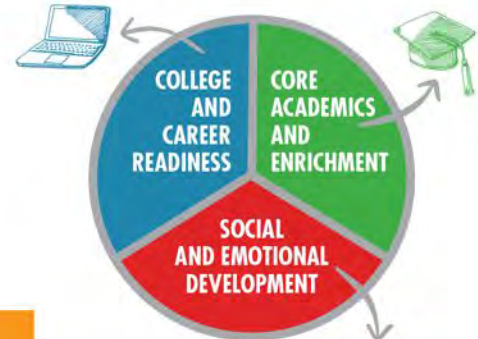 COLLEGE
AND
CAREER
READINESS
CORE
ACADEMICS
AND
ENRICHMENT
SOCIAL
AND EMOTIONAL
DEVELOPMENT